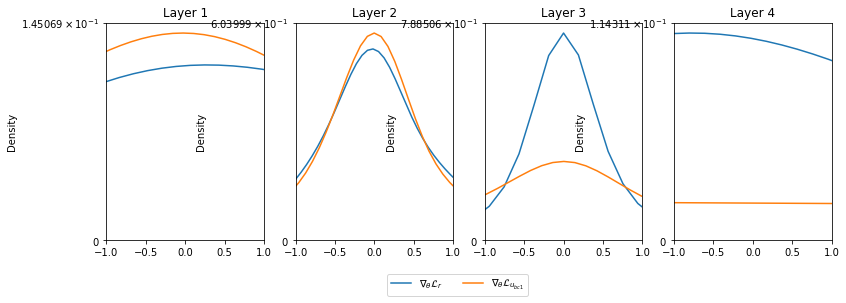 Layer 1
Layer 2
Layer 3
Layer 4
1.45069 × 10⁻¹
6.03999 × 10⁻¹
7.88506 × 10⁻¹
1.14311 × 10⁻¹
Density
Density
Density
Density
0
0
0
0
−1.0 −0.5 0.0 0.5 1.0
−1.0 −0.5 0.0 0.5 1.0
−1.0 −0.5 0.0 0.5 1.0
−1.0 −0.5 0.0 0.5 1.0
∇θℒr
∇θℒu_bc1